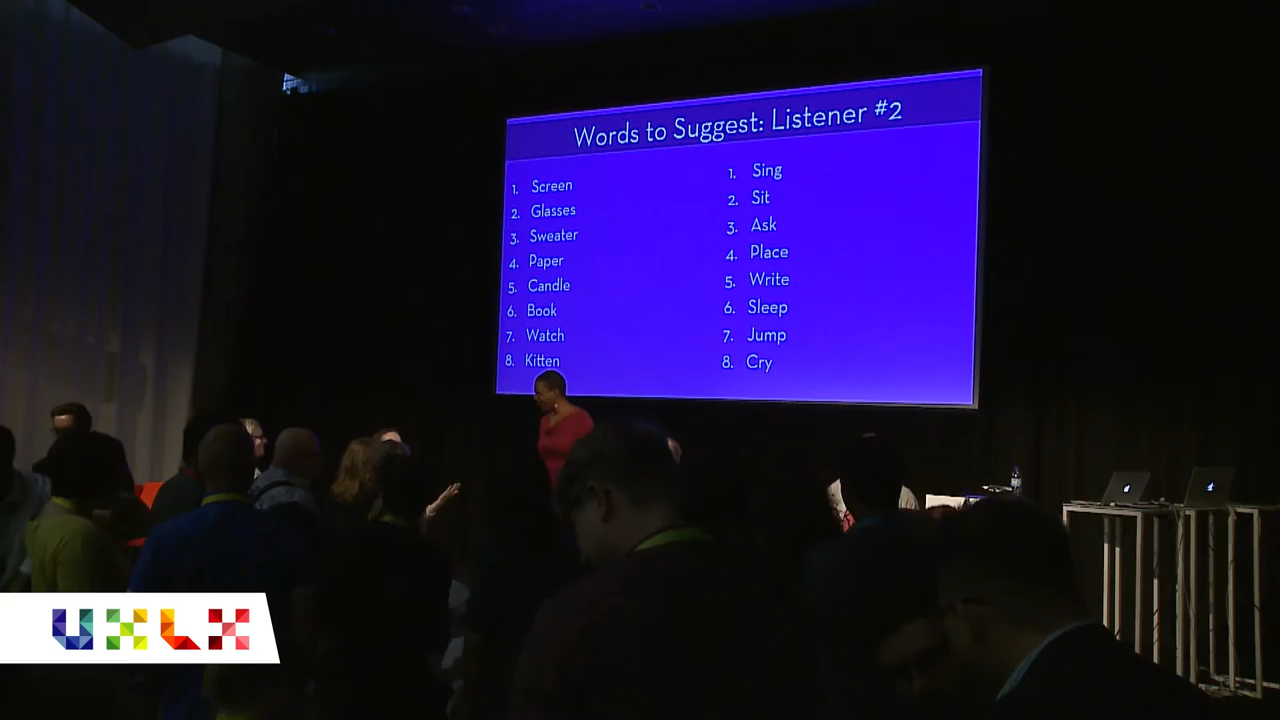 Words to Suggest: Listener #2
1. Screen
2. Glasses
3. Sweater
4. Paper
5. Candle
6. Book
7. Watch
8. Kitten
1. Sing
2. Sit
3. Ask
4. Place
5. Write
6. Sleep
7. Jump
8. Cry
UXLX